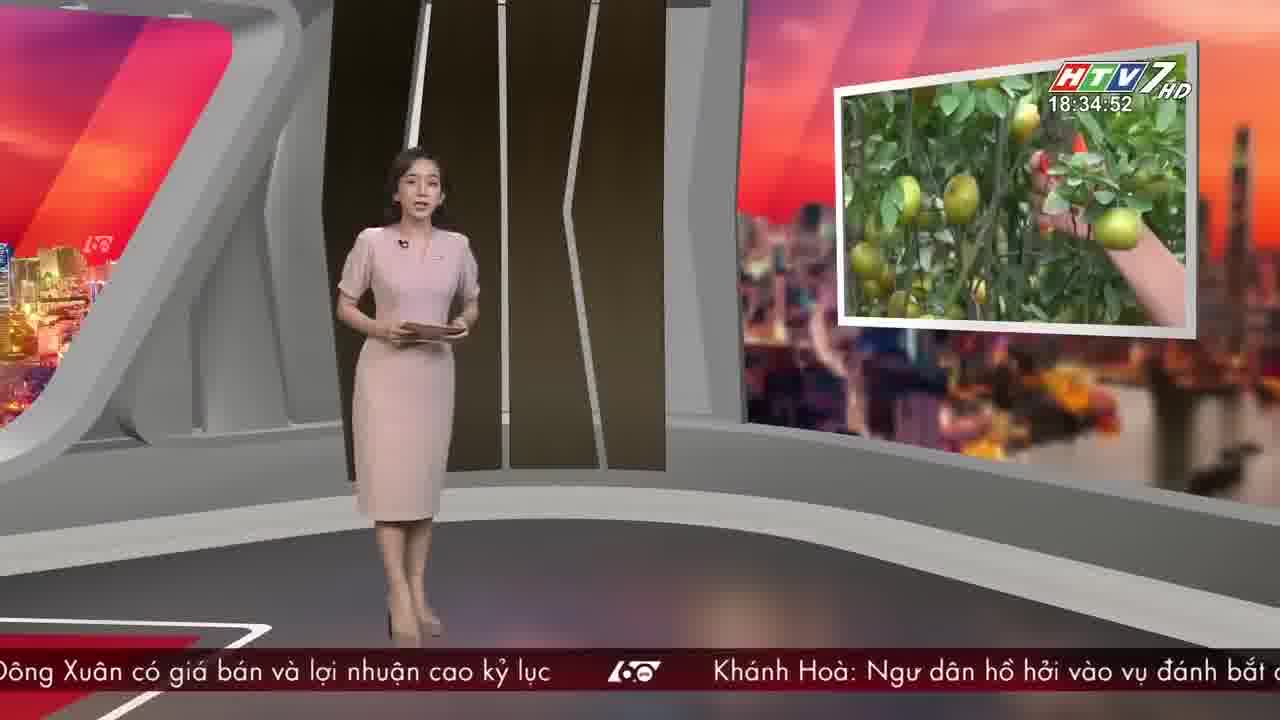 HTV7 HD
18:34:52
Đông Xuân có giá bán và lợi nhuận cao kỷ lục
60
Khánh Hoà: Ngư dân hồ hởi vào vụ đánh bắt